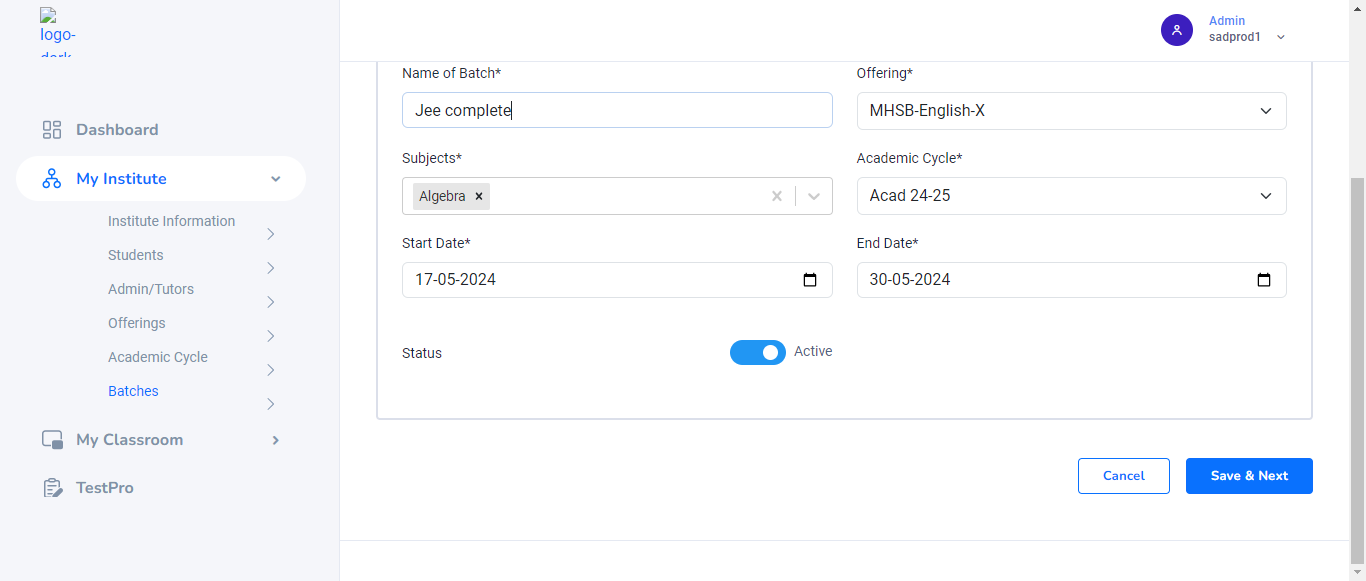 logo-
dark
Dashboard
My Institute
Institute Information
Students
Admin/Tutors
Offerings
Academic Cycle
Batches
My Classroom
TestPro
Admin
sadprod1
Name of Batch*
Offering*
Jee complete
MHSB-English-X
Subjects*
Academic Cycle*
Algebra
Acad 24-25
Start Date*
End Date*
17-05-2024
30-05-2024
Status
Active
Cancel
Save & Next